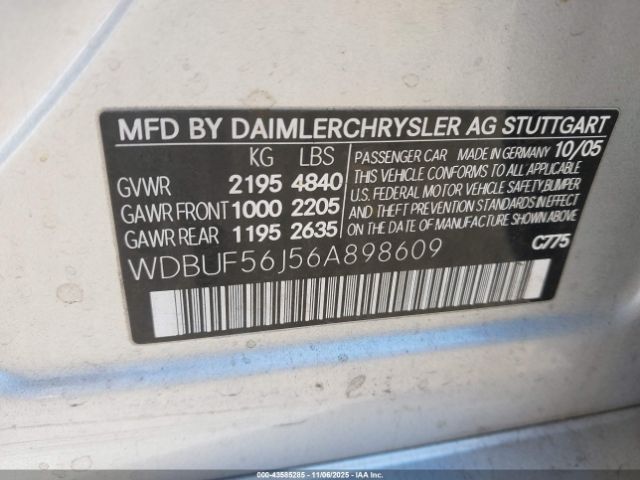 MFD BY DAIMLERCHRYSLER AG STUTTGART
KG LBS
GVWR 2195 4840
GAWR FRONT 1000 2205
GAWR REAR 1195 2635
PASSENGER CAR MADE IN GERMANY 10/05
THIS VEHICLE CONFORMS TO ALL APPLICABLE
U.S. FEDERAL MOTOR VEHICLE SAFETY, BUMPER
AND THEFT PREVENTION STANDARDS IN EFFECT
ON THE DATE OF MANUFACTURE SHOWN ABOVE
C775
WDBUF56J56A898609
000-43585285 - 11/06/2025 - IAA Inc.